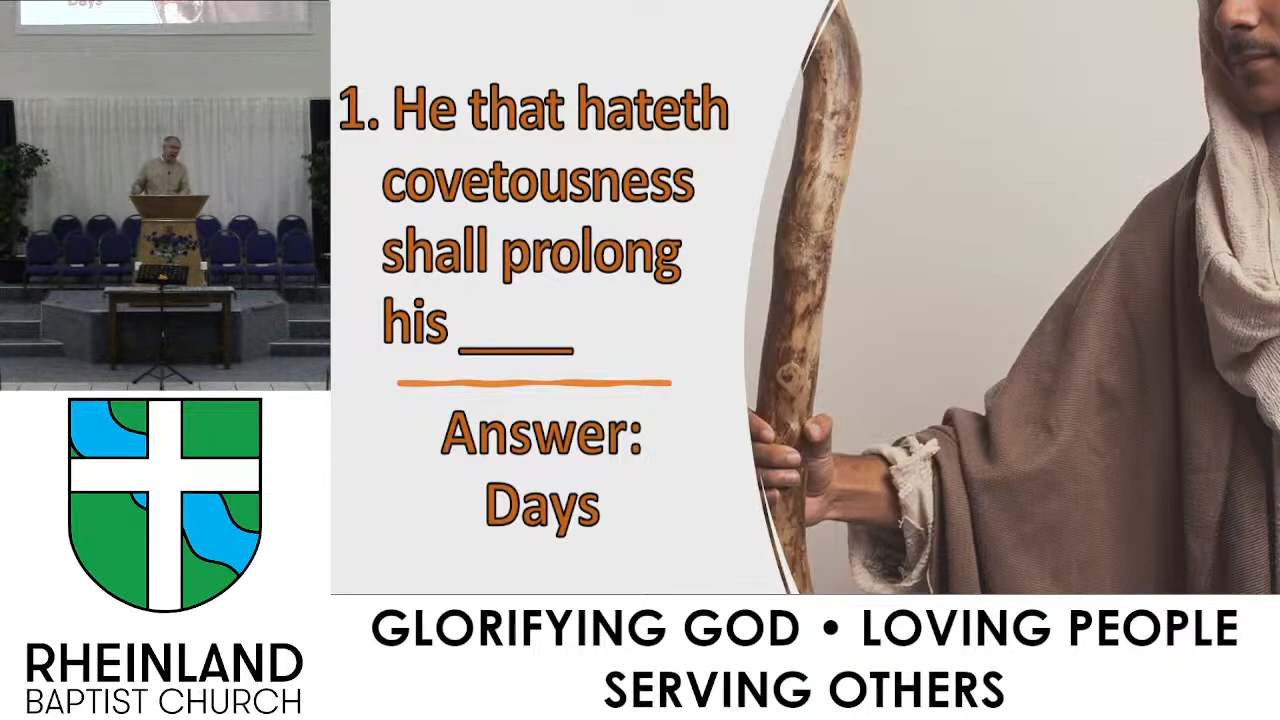 Days
1. He that hateth
covetousness
shall prolong
his ____
Answer:
Days
RHEINLAND
BAPTIST CHURCH
GLORIFYING GOD • LOVING PEOPLE
SERVING OTHERS